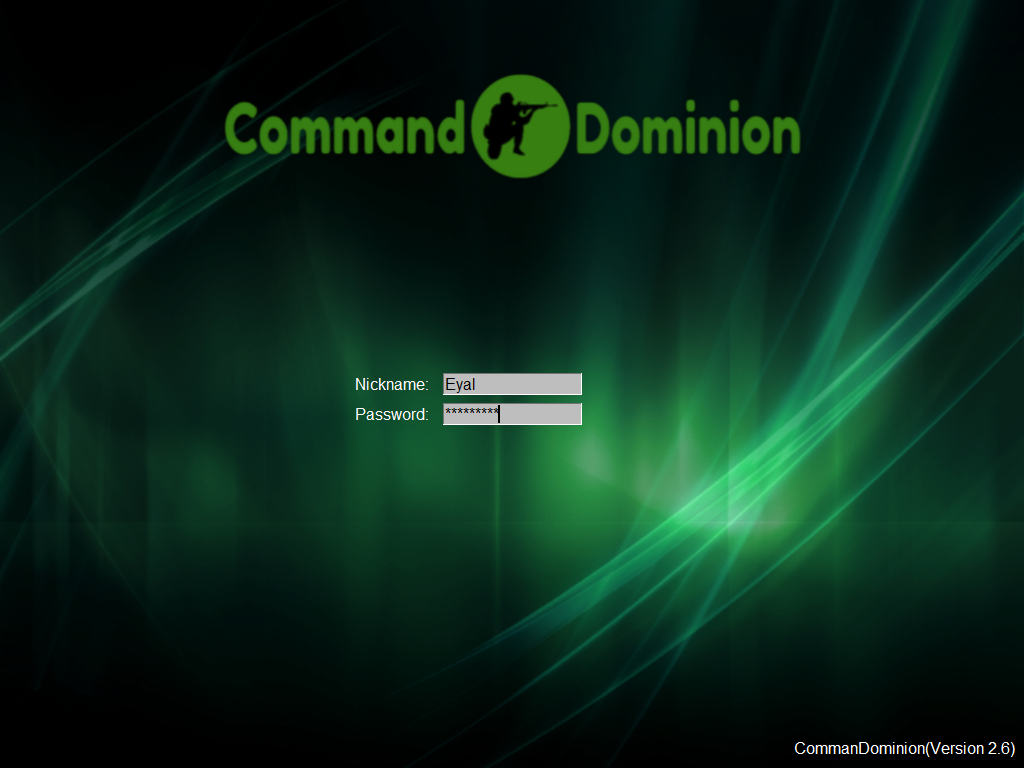 Command Dominion
Nickname: Eyal
Password: *********
CommanDominion(Version 2.6)